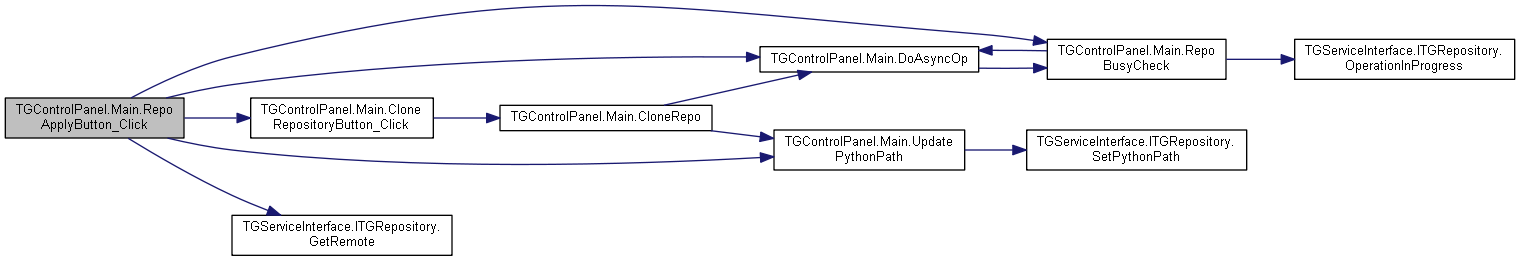 TGControlPanel.Main.Repo
ApplyButton_Click
TGControlPanel.Main.Clone
RepositoryButton_Click
TGServiceInterface.ITGRepository.
GetRemote
TGControlPanel.Main.CloneRepo
TGControlPanel.Main.DoAsyncOp
TGControlPanel.Main.Update
PythonPath
TGControlPanel.Main.Repo
BusyCheck
TGServiceInterface.ITGRepository.
SetPythonPath
TGServiceInterface.ITGRepository.
OperationInProgress